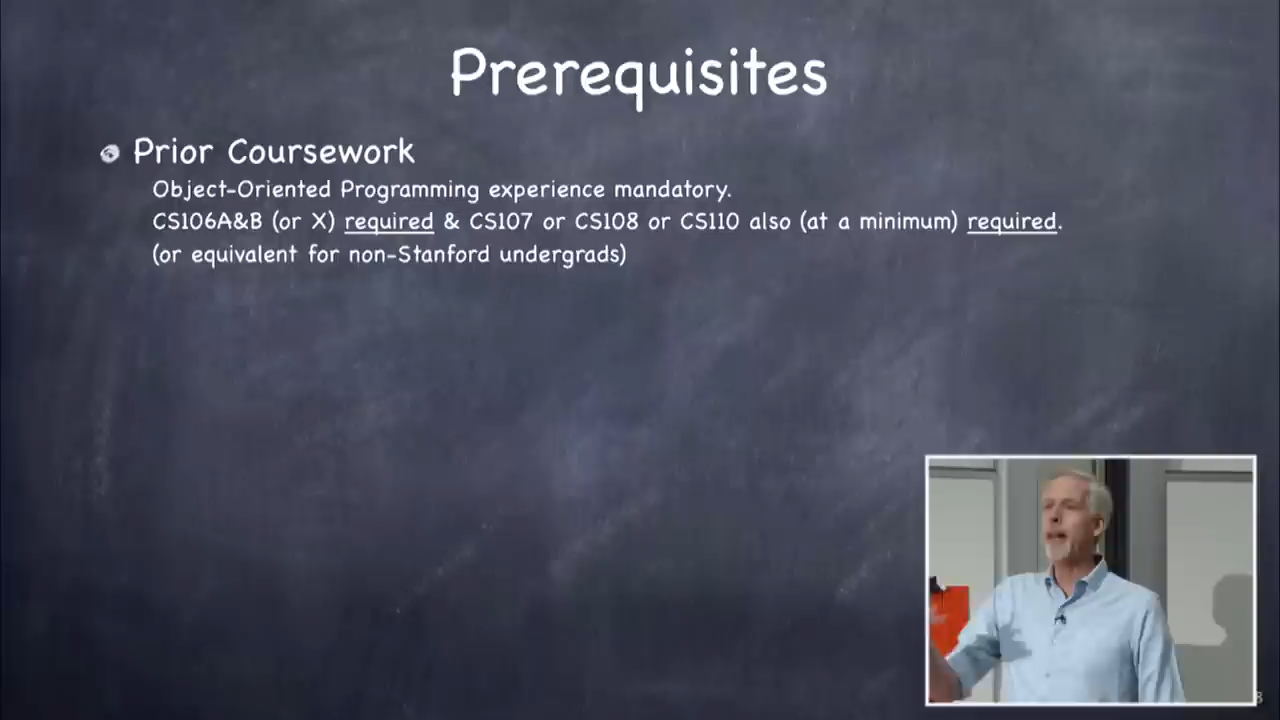 Prerequisites
Prior Coursework
Object-Oriented Programming experience mandatory.
CS106A&B (or X) required & CS107 or CS108 or CS110 also (at a minimum) required.
(or equivalent for non-Stanford undergrads)